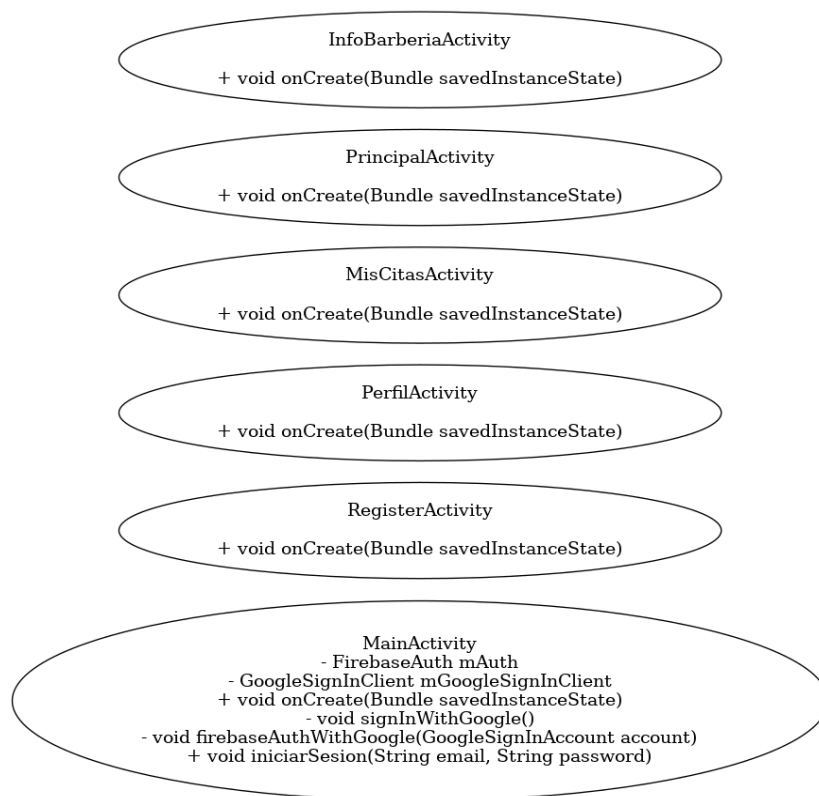 InfoBarberiaActivity
+ void onCreate(Bundle savedInstanceState)
PrincipalActivity
+ void onCreate(Bundle savedInstanceState)
MisCitasActivity
+ void onCreate(Bundle savedInstanceState)
PerfilActivity
+ void onCreate(Bundle savedInstanceState)
RegisterActivity
+ void onCreate(Bundle savedInstanceState)
MainActivity
- FirebaseAuth mAuth
- GoogleSignInClient mGoogleSignInClient
+ void onCreate(Bundle savedInstanceState)
- void signInWithGoogle()
- void firebaseAuthWithGoogle(GoogleSignInAccount account)
+ void iniciarSesion(String email, String password)